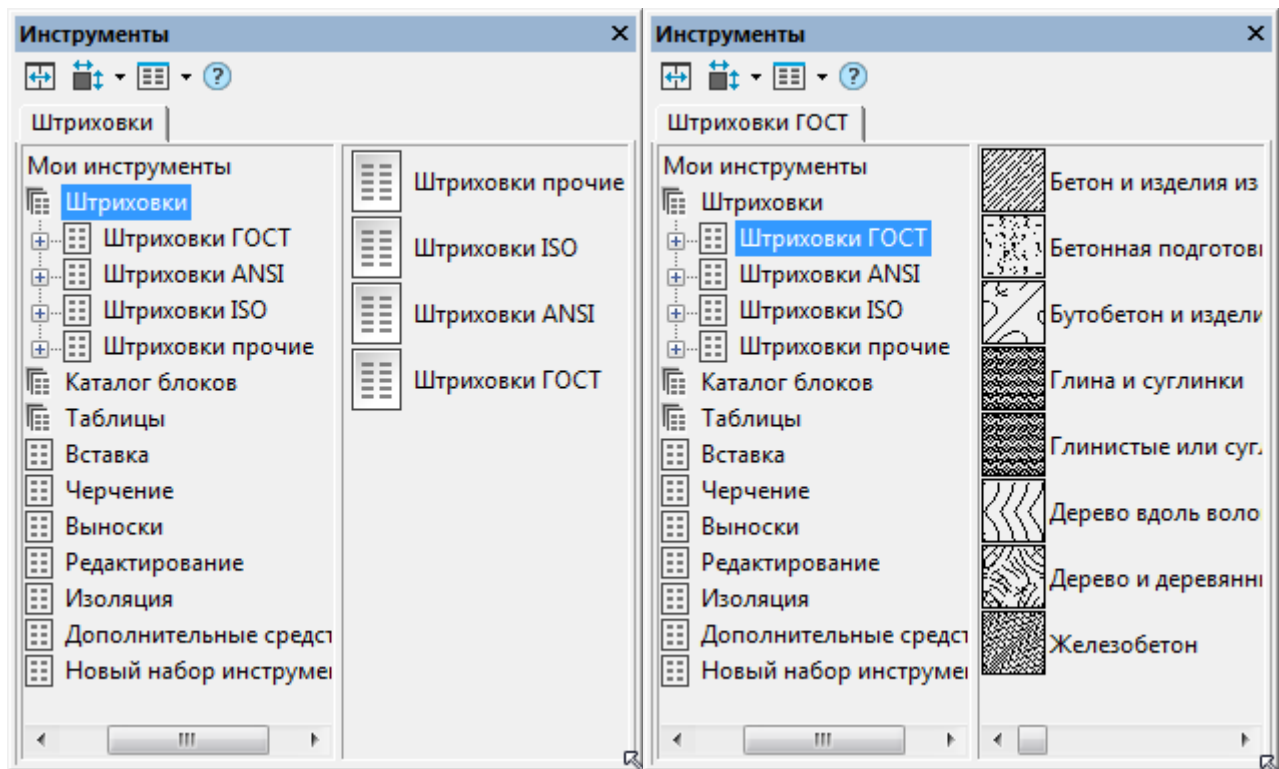 Инструменты
Штриховки
Мои инструменты
Штриховки
Штриховки ГОСТ
Штриховки ANSI
Штриховки ISO
Штриховки прочие
Каталог блоков
Таблицы
Вставка
Черчение
Выноски
Редактирование
Изоляция
Дополнительные средст
Новый набор инструме
Штриховки прочие
Штриховки ISO
Штриховки ANSI
Штриховки ГОСТ
Инструменты
Штриховки ГОСТ
Мои инструменты
Штриховки
Штриховки ГОСТ
Штриховки ANSI
Штриховки ISO
Штриховки прочие
Каталог блоков
Таблицы
Вставка
Черчение
Выноски
Редактирование
Изоляция
Дополнительные средст
Новый набор инструме
Бетон и изделия из
Бетонная подготов
Бутобетон и издели
Глина и суглинки
Глинистые или суг
Дерево вдоль воло
Дерево и деревянн
Железобетон